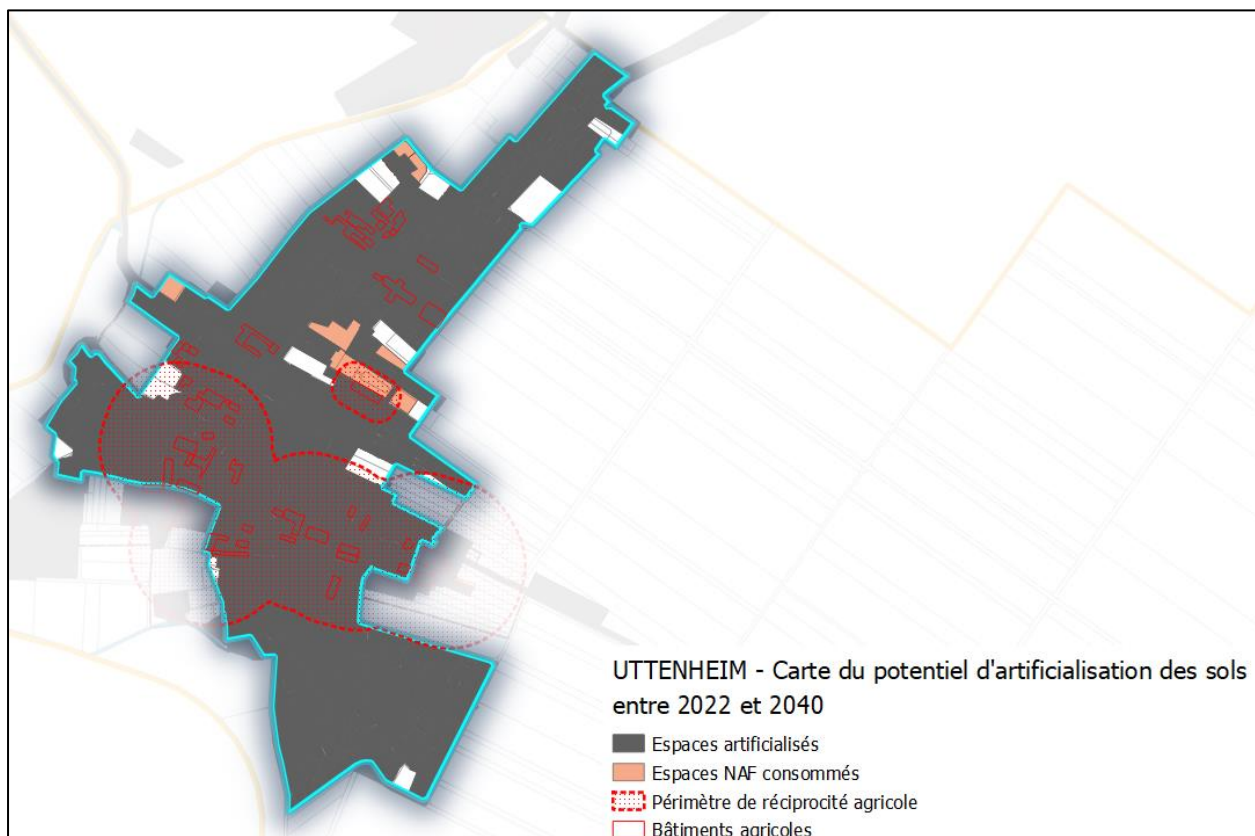 UTTENHEIM - Carte du potentiel d'artificialisation des sols
entre 2022 et 2040
Espaces artificialisés
Espaces NAF consommés
Périmètre de réciprocité agricole
Bâtiments agricoles